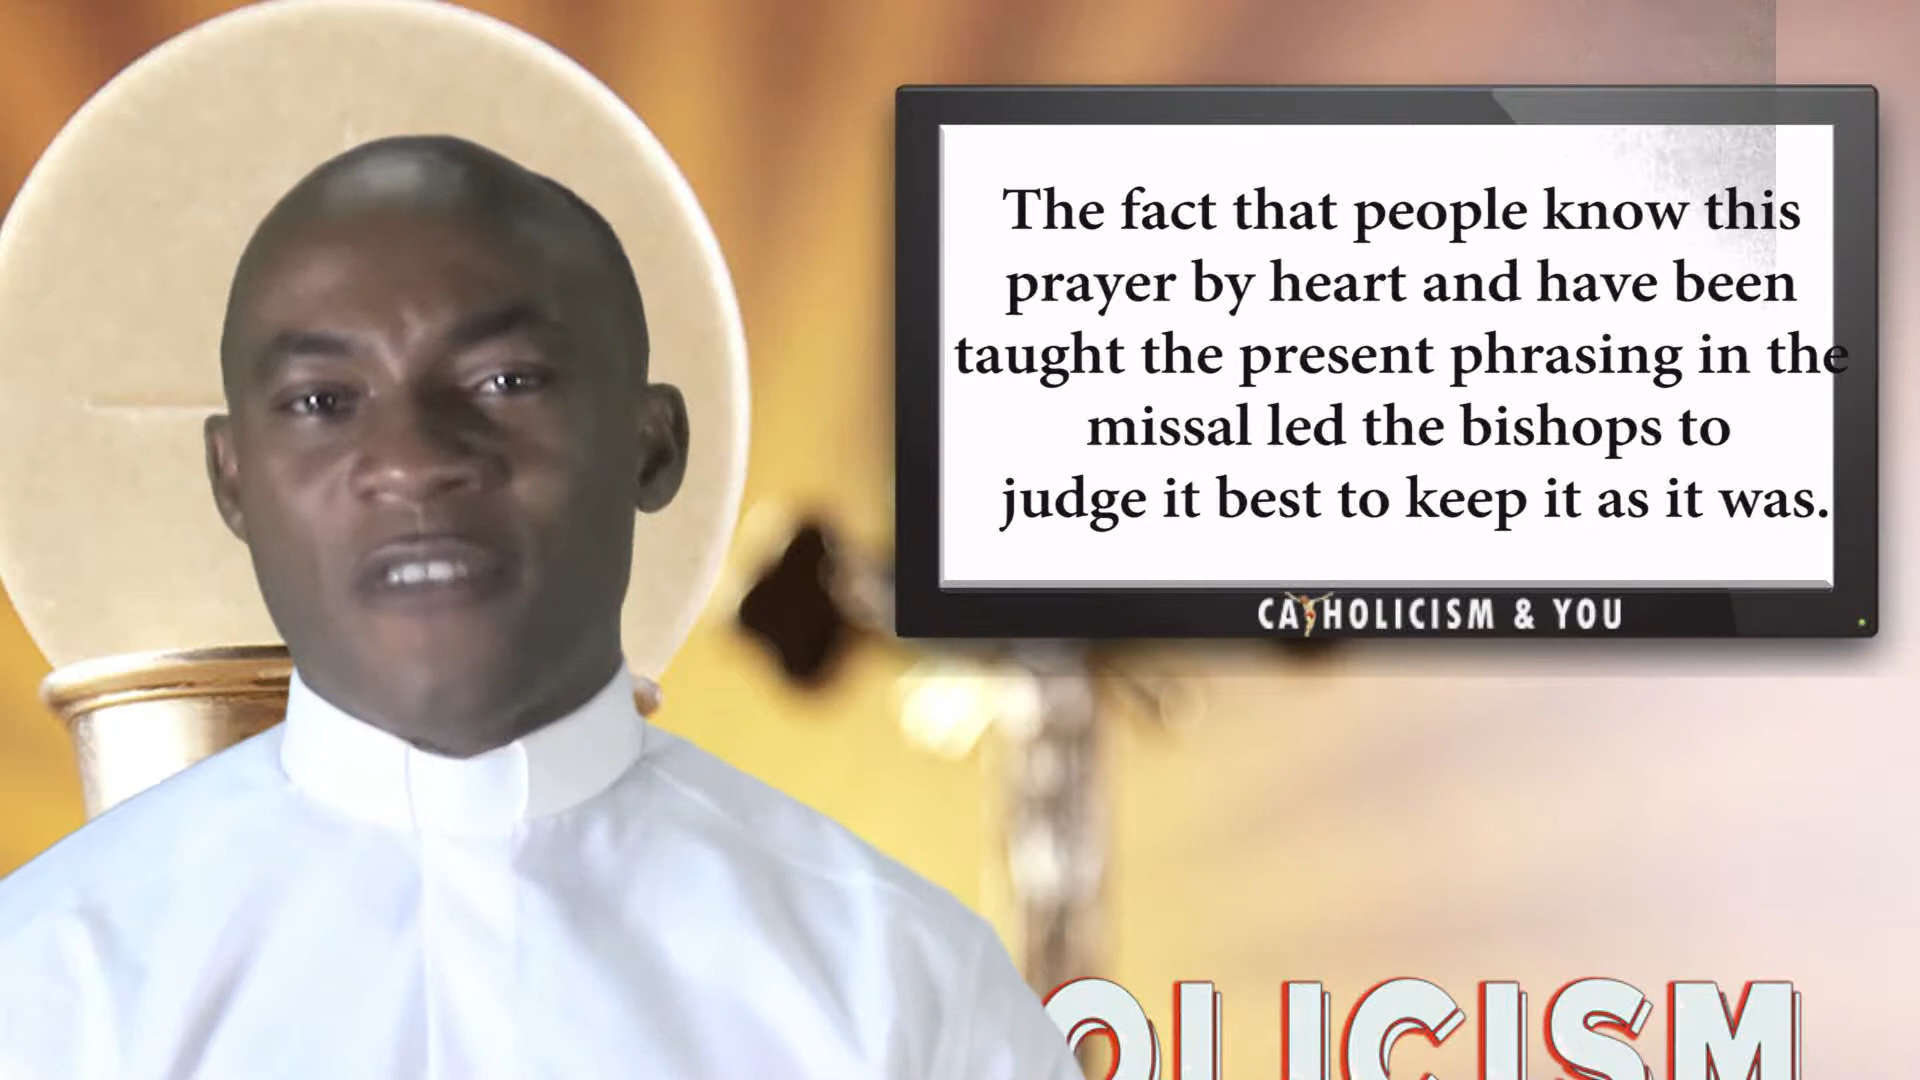 The fact that people know this
prayer by heart and have been
taught the present phrasing in the
missal led the bishops to
judge it best to keep it as it was.
CATHOLICISM & YOU
OLICISM